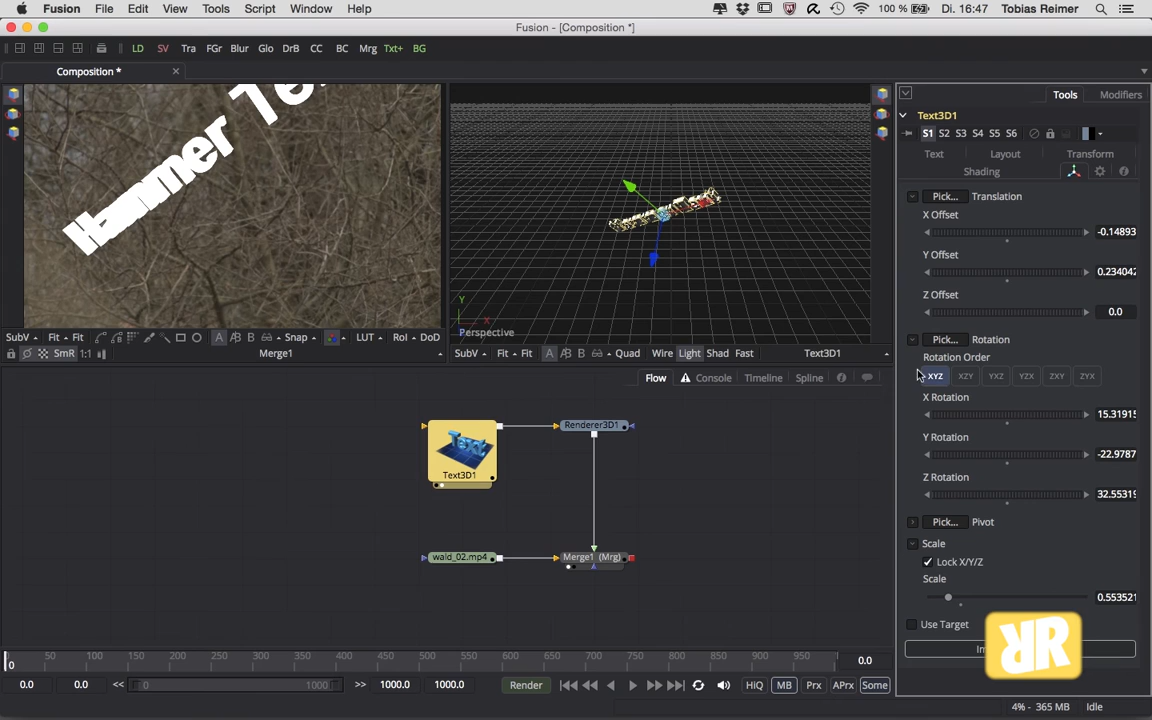 Fusion File Edit View Tools Script Window Help 100 % Di. 16:47 Tobias Reimer
Fusion - [Composition *]
LD SV Tra FGr Blur Glo DrB CC BC Mrg Txt+ BG
Composition *
Tools Modifiers
Text3D1
S1 S2 S3 S4 S5 S6
Text Layout Transform
Shading
Pick... Translation
X Offset
-0.14893
Y Offset
0.234042
Z Offset
0.0
Hammer
Y
X
Perspective
SubV Fit Fit A A/B B Snap LUT RoI DoD
SmR 1:1 Merge1
SubV Fit Fit A A/B B Quad Wire Light Shad Fast Text3D1
Pick... Rotation
Rotation Order
XYZ XZY YXZ YZX ZXY ZYX
X Rotation
15.31915
Y Rotation
-22.9787
Z Rotation
32.55319
Pick... Pivot
Scale
Lock X/Y/Z
Scale
0.553521
Use Target
Flow Console Timeline Spline
Text
Text3D1
Renderer3D1
wald_02.mp4
Merge1 (Mrg)
RR
0 50 100 150 200 250 300 350 400 450 500 550 600 650 700 750 800 850 900 950 0.0
0.0 0.0 << 0 1000 >> 1000.0 1000.0 Render HiQ MB Prx APrx Some
4% - 365 MB Idle